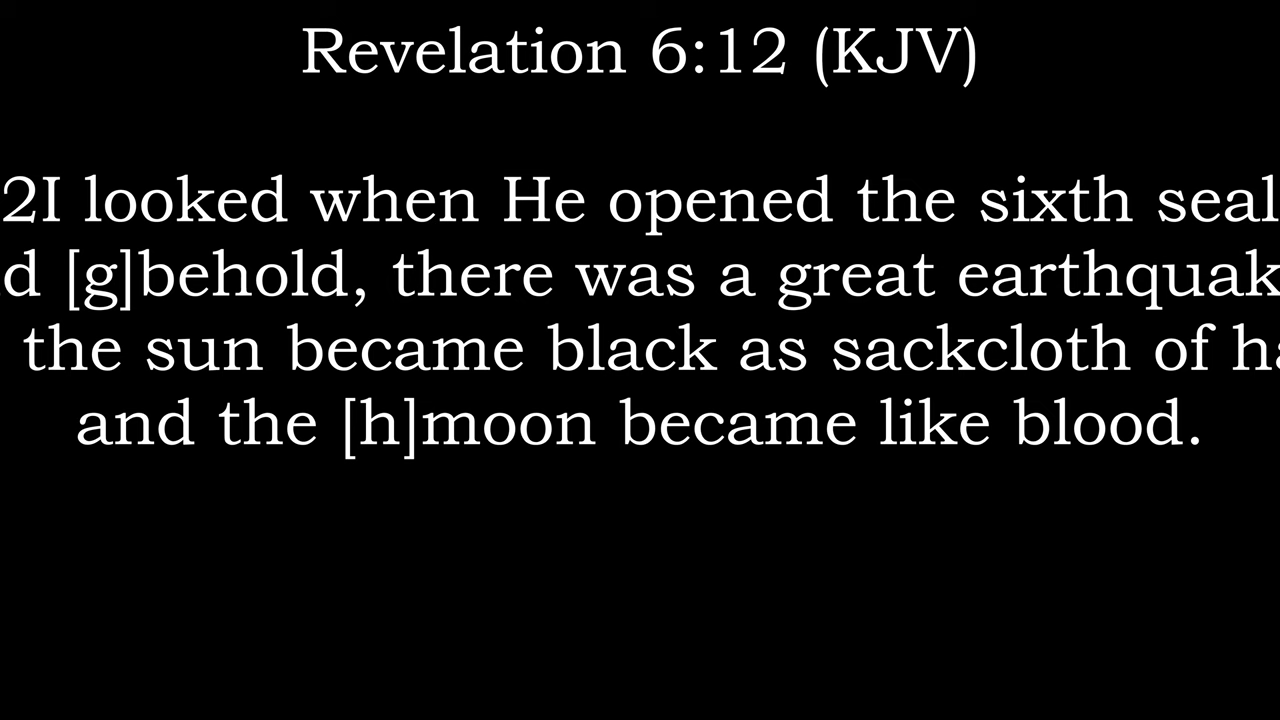 Revelation 6:12 (KJV)
2I looked when He opened the sixth seal
d [g]behold, there was a great earthquak
the sun became black as sackcloth of ha
and the [h]moon became like blood.